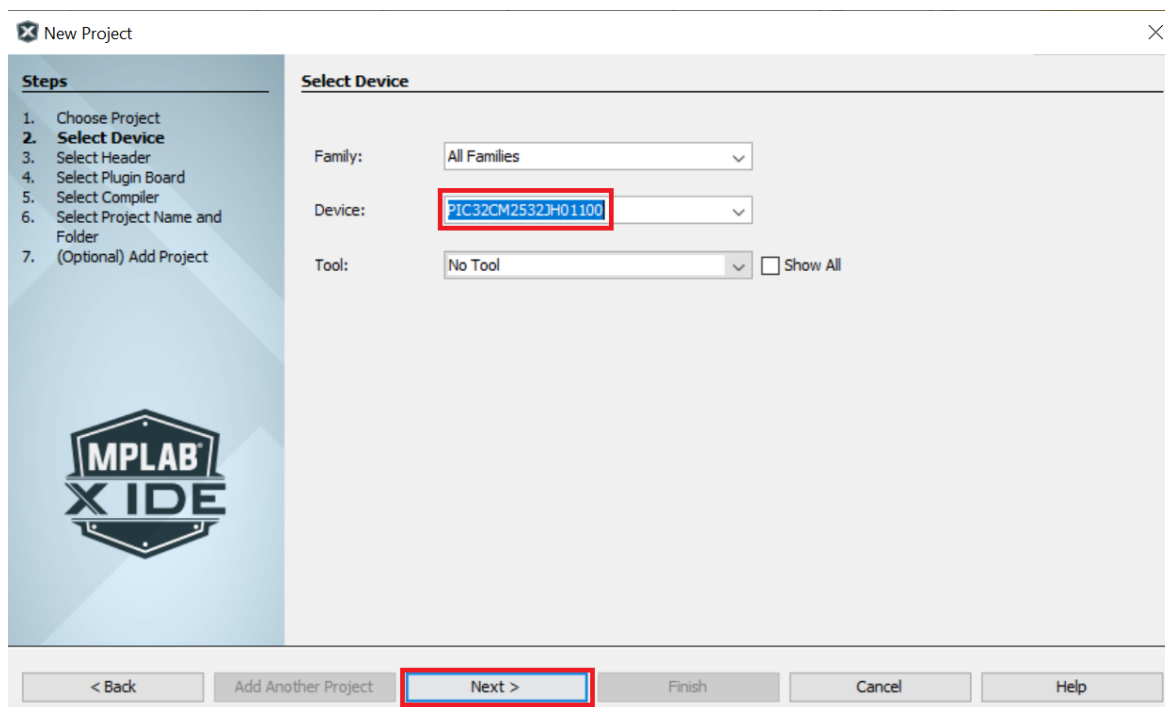 New Project
Steps
1. Choose Project
2. Select Device
3. Select Header
4. Select Plugin Board
5. Select Compiler
6. Select Project Name and
Folder
7. (Optional) Add Project
MPLAB®
X IDE
Select Device
Family: All Families
Device: PIC32CM2532JH01100
Tool: No Tool Show All
< Back Add Another Project Next > Finish Cancel Help